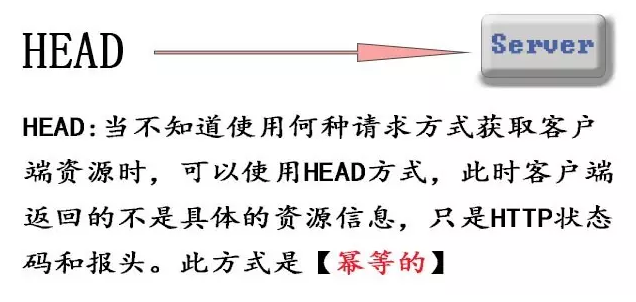 HEAD
Server
HEAD:当不知道使用何种请求方式获取客户
端资源时，可以使用HEAD方式，此时客户端
返回的不是具体的资源信息，只是HTTP状态
码和报头。此方式是【幂等的】